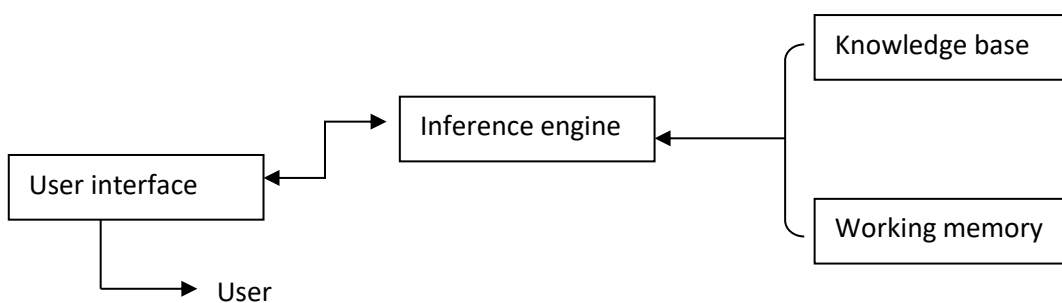 Knowledge base
Inference engine
User interface
Working memory
User